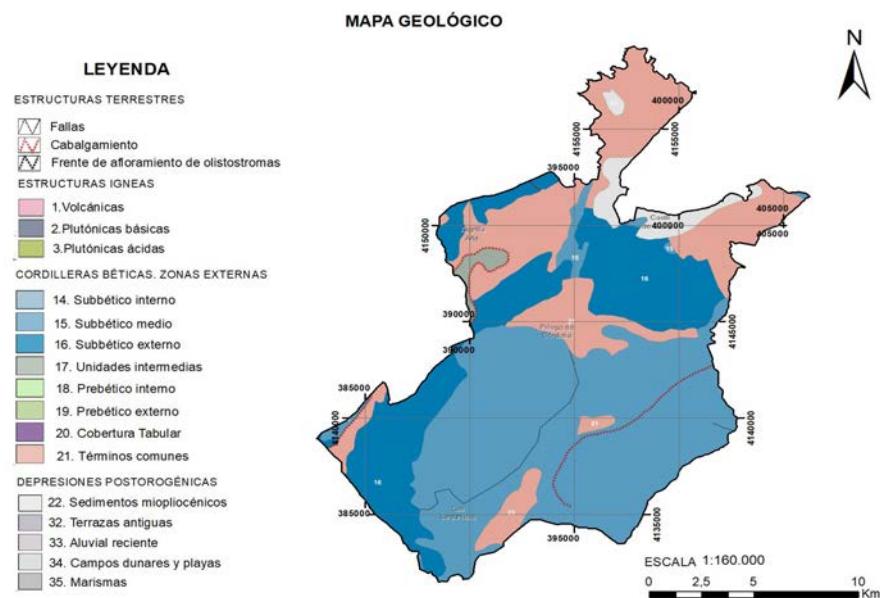 MAPA GEOLÓGICO
N
LEYENDA
ESTRUCTURAS TERRESTRES
Fallas
Cabalgamiento
Frente de afloramiento de olistostromas
ESTRUCTURAS IGNEAS
1.Volcánicas
2.Plutónicas básicas
3.Plutónicas ácidas
CORDILLERAS BÉTICAS. ZONAS EXTERNAS
14. Subbético interno
15. Subbético medio
16. Subbético externo
17. Unidades intermedias
18. Prebético interno
19. Prebético externo
20. Cobertura Tabular
21. Términos comunes
DEPRESIONES POSTOROGÉNICAS
22. Sedimentos miopliocénicos
32. Terrazas antiguas
33. Aluvial reciente
34. Campos dunares y playas
35. Marismas
400000
4155000
4155000
395000
405000
4150000
400000
405000
15
16
390000
390000
4145000
385000
4140000
21
4140000
16
385000
395000
4135000
ESCALA 1:160.000
0 2,5 5 10
Km